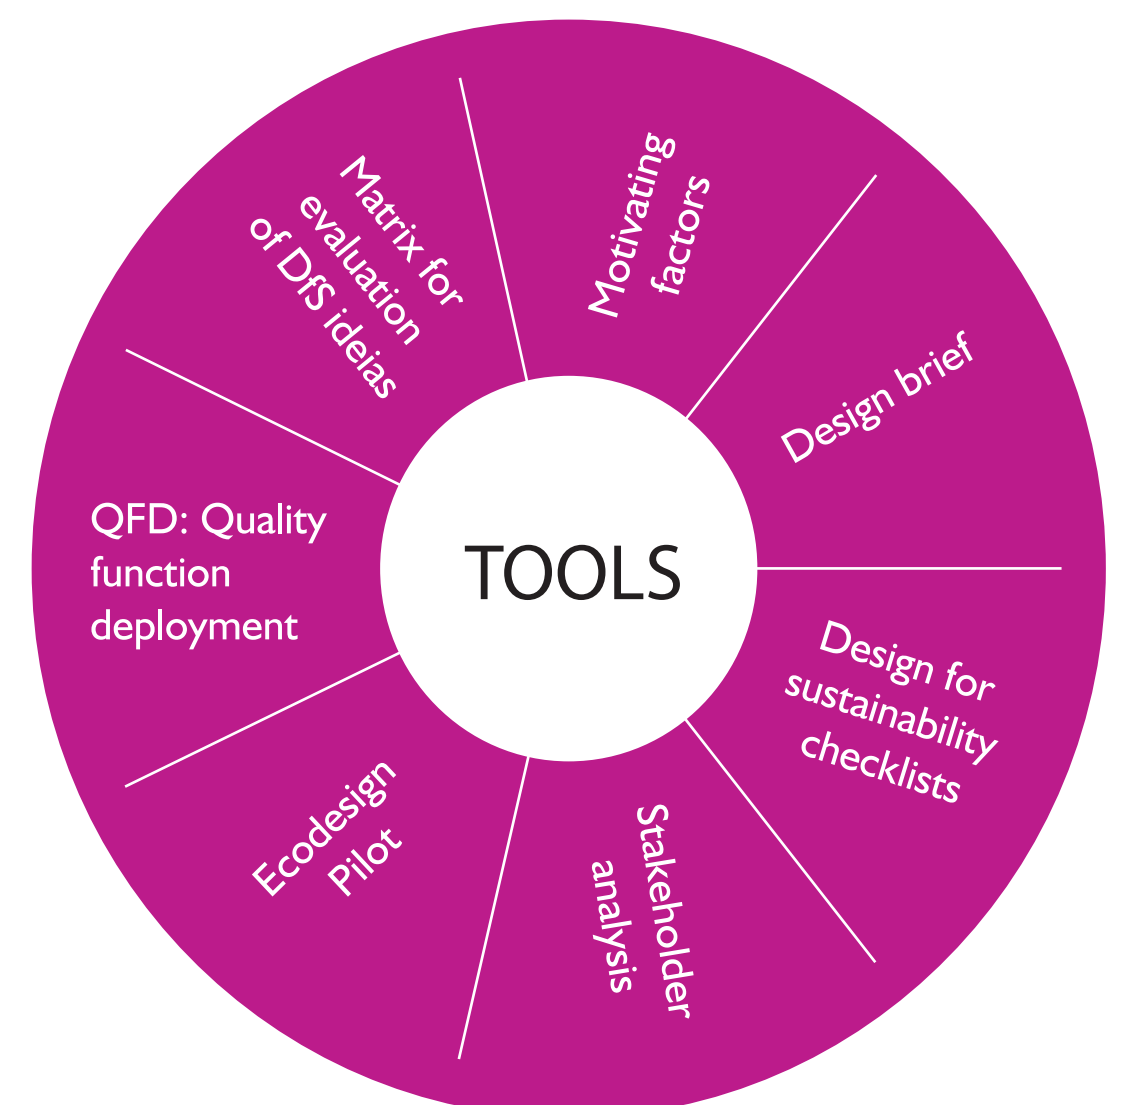 TOOLS
Motivating
factors
Design brief
Design for
sustainability
checklists
Stakeholder
analysis
Ecodesign
Pilot
QFD: Quality
function
deployment
Matrix for
evaluation
of DfS ideias